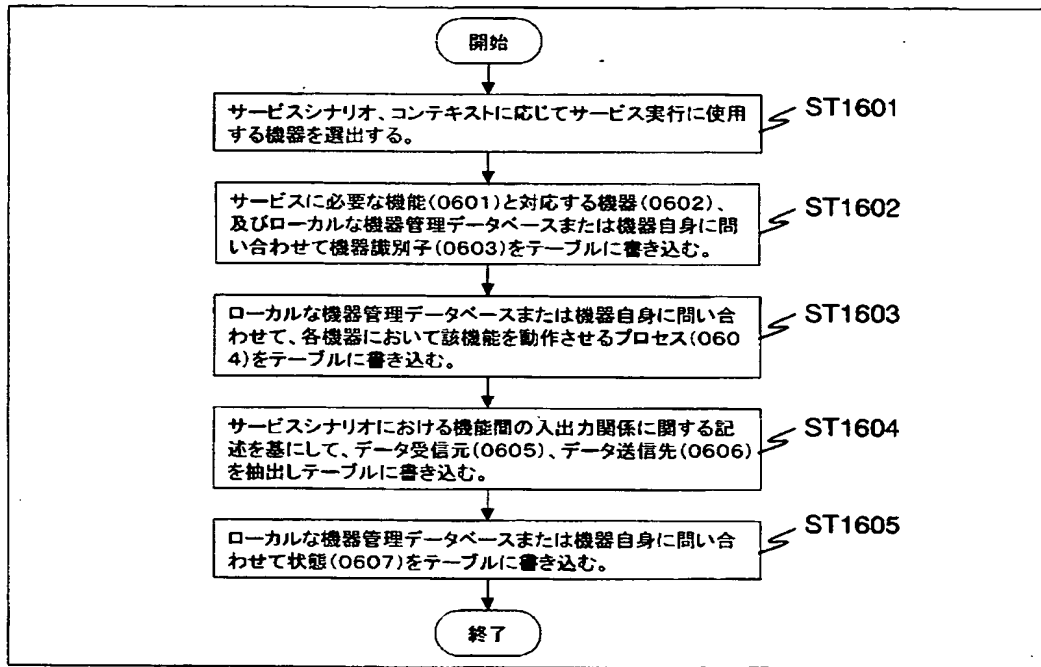 開始
サービスシナリオ、コンテキストに応じてサービス実行に使用
する機器を選出する。
ST1601
サービスに必要な機能(0601)と対応する機器(0602)、
及びローカルな機器管理データベースまたは機器自身に問
い合わせて機器識別子(0603)をテーブルに書き込む。
ST1602
ローカルな機器管理データベースまたは機器自身に問い合
わせて、各機器において該機能を動作させるプロセス(060
4)をテーブルに書き込む。
ST1603
サービスシナリオにおける機能間の入出力関係に関する記
述を基にして、データ受信元(0605)、データ送信先(0606)
を抽出しテーブルに書き込む。
ST1604
ローカルな機器管理データベースまたは機器自身に問い合
わせて状態(0607)をテーブルに書き込む。
ST1605
終了